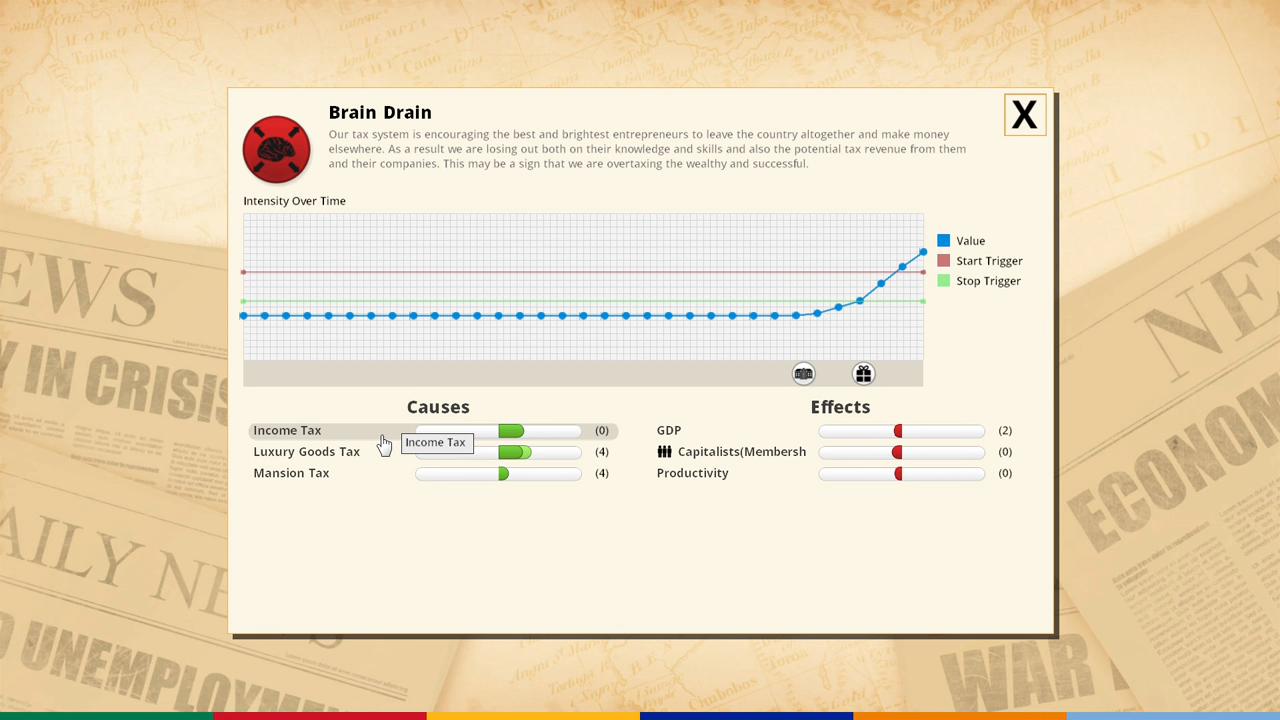 Brain Drain
Our tax system is encouraging the best and brightest entrepreneurs to leave the country altogether and make money
elsewhere. As a result we are losing out both on their knowledge and skills and also the potential tax revenue from them
and their companies. This may be a sign that we are overtaxing the wealthy and successful.
X
Intensity Over Time
Value
Start Trigger
Stop Trigger
Causes
Income Tax (0)
Income Tax
Luxury Goods Tax (4)
Mansion Tax (4)
Effects
GDP (2)
Capitalists(Membersh (0)
Productivity (0)
EWS
Y IN CRISIS
DAILY NE
S
D UNEMPLOYM
NE
ECONOM
WAR